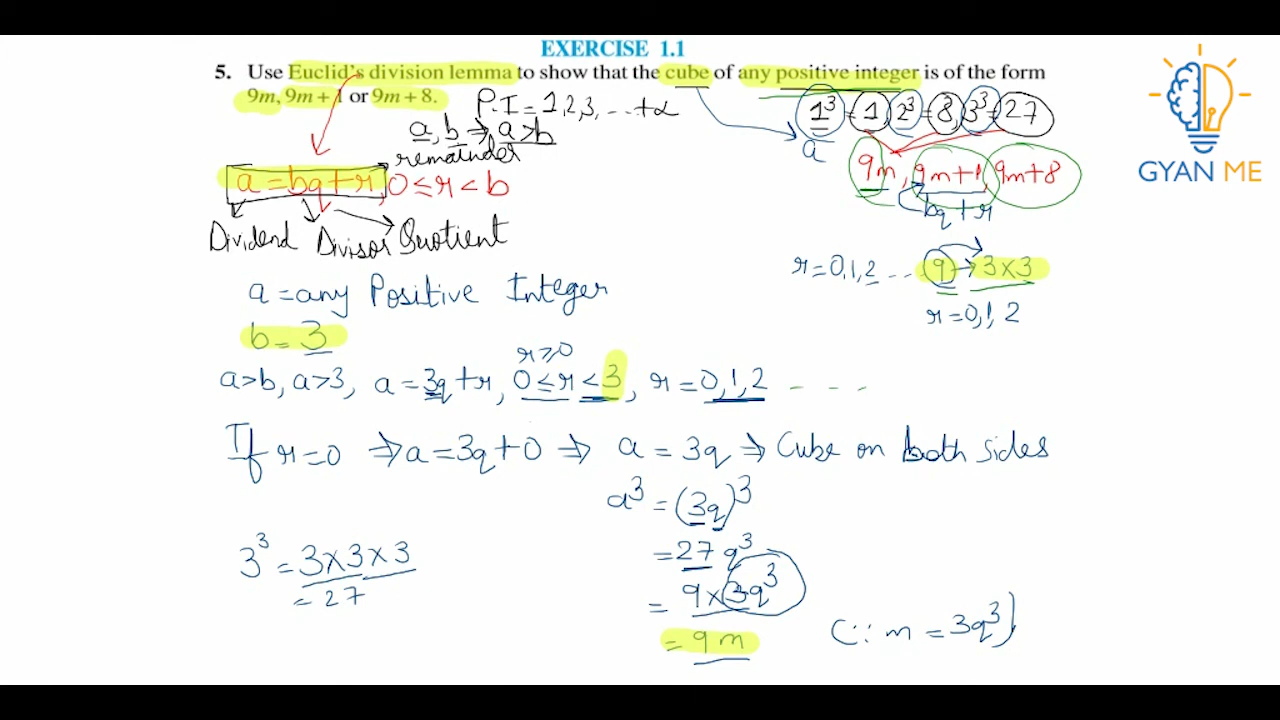 EXERCISE 1.1
5. Use Euclid's division lemma to show that the cube of any positive integer is of the form
9m, 9m + 1 or 9m + 8.
P.I = 1,2,3, ... +α
1³ = 1, 2³ = 8, 3³ = 27
a, b → a > b
a
remainder
9m, 9m+1, 9m+8
a = bq + r, 0 ≤ r < b
bq + r
Dividend Divisor Quotient
GYAN ME
r = 0,1,2 ... 9 → 3×3
r = 0,1,2
a = any Positive Integer
b = 3
r ≥ 0
a>b, a>3, a = 3q+r, 0 ≤ r < 3, r = 0,1,2 - - -
If r = 0 ⇒ a = 3q + 0 ⇒ a = 3q ⇒ Cube on both sides
a³ = (3q)³
3³ = 3×3×3
= 27 q³
= 27
= 9×3q³
= 9m (∵ m = 3q³)